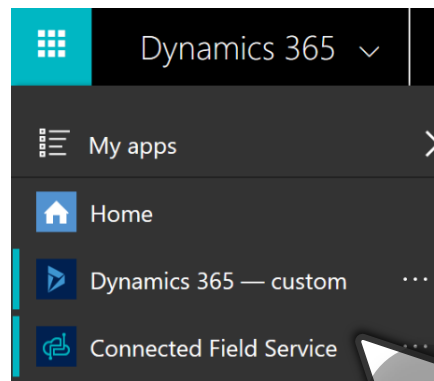 Dynamics 365
My apps
Home
Dynamics 365 — custom
Connected Field Service